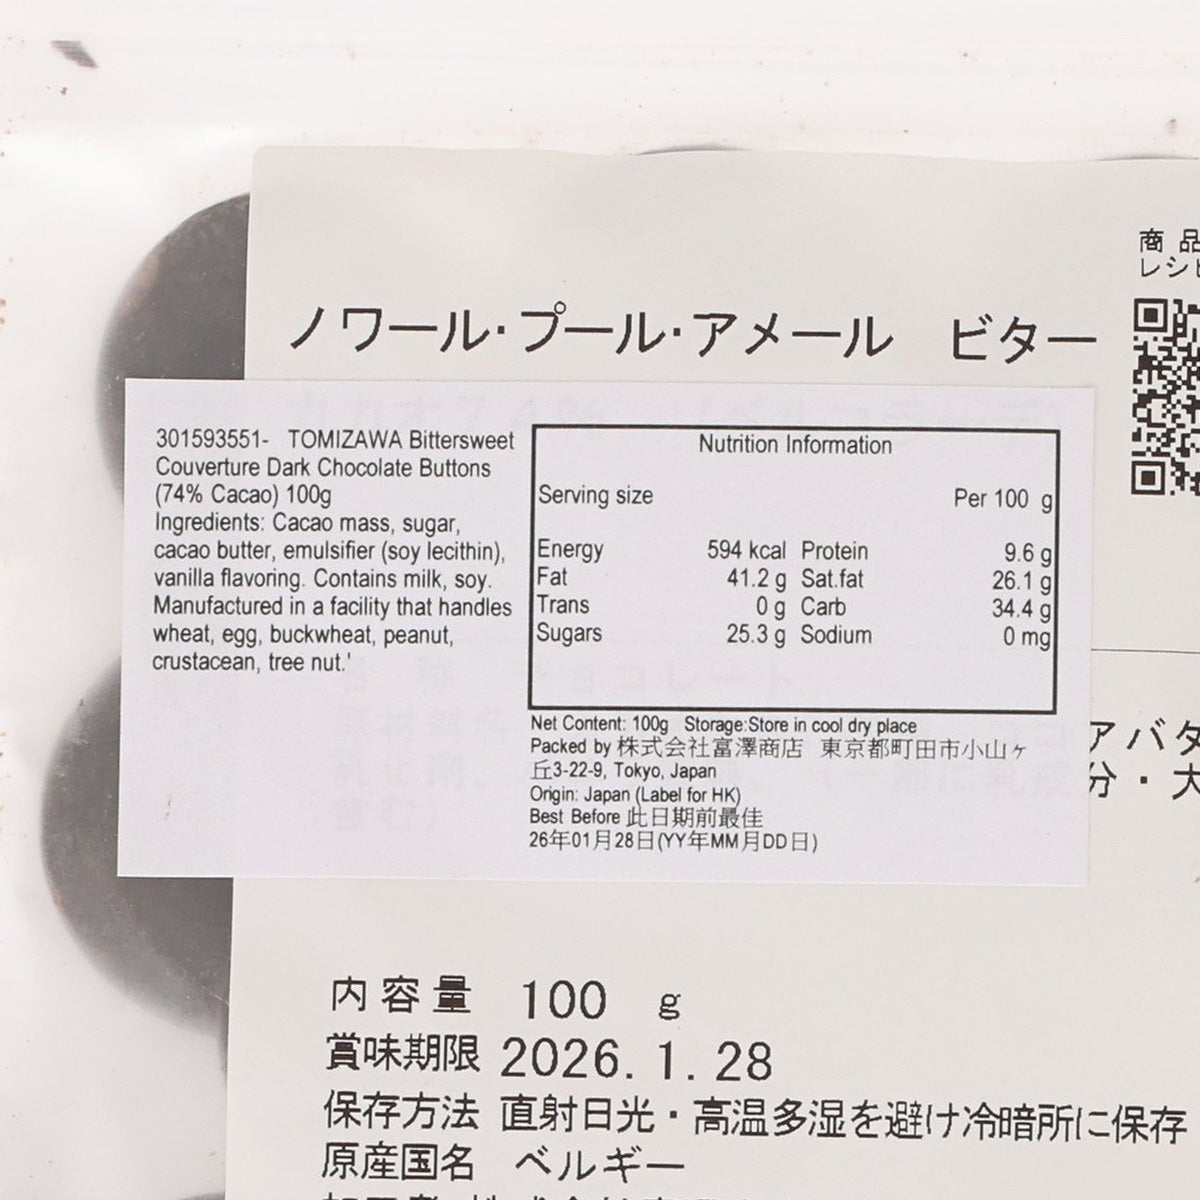 商品
レシピ
ノワール・プール・アメール　ビター
301593551- TOMIZAWA Bittersweet
Couverture Dark Chocolate Buttons
(74% Cacao) 100g
Ingredients: Cacao mass, sugar,
cacao butter, emulsifier (soy lecithin),
vanilla flavoring. Contains milk, soy.
Manufactured in a facility that handles
wheat, egg, buckwheat, peanut,
crustacean, tree nut.'
Nutrition Information
Serving size Per 100 g
Energy 594 kcal Protein 9.6 g
Fat 41.2 g Sat.fat 26.1 g
Trans 0 g Carb 34.4 g
Sugars 25.3 g Sodium 0 mg
Net Content: 100g Storage:Store in cool dry place
Packed by 株式会社富澤商店 東京都町田市小山ヶ
丘3-22-9, Tokyo, Japan
Origin: Japan (Label for HK)
Best Before 此日期前最佳
26年01月28日(YY年MM月DD日)
アバタ
分・大
内容量 100 g
賞味期限 2026.1.28
保存方法 直射日光・高温多湿を避け冷暗所に保存
原産国名 ベルギー